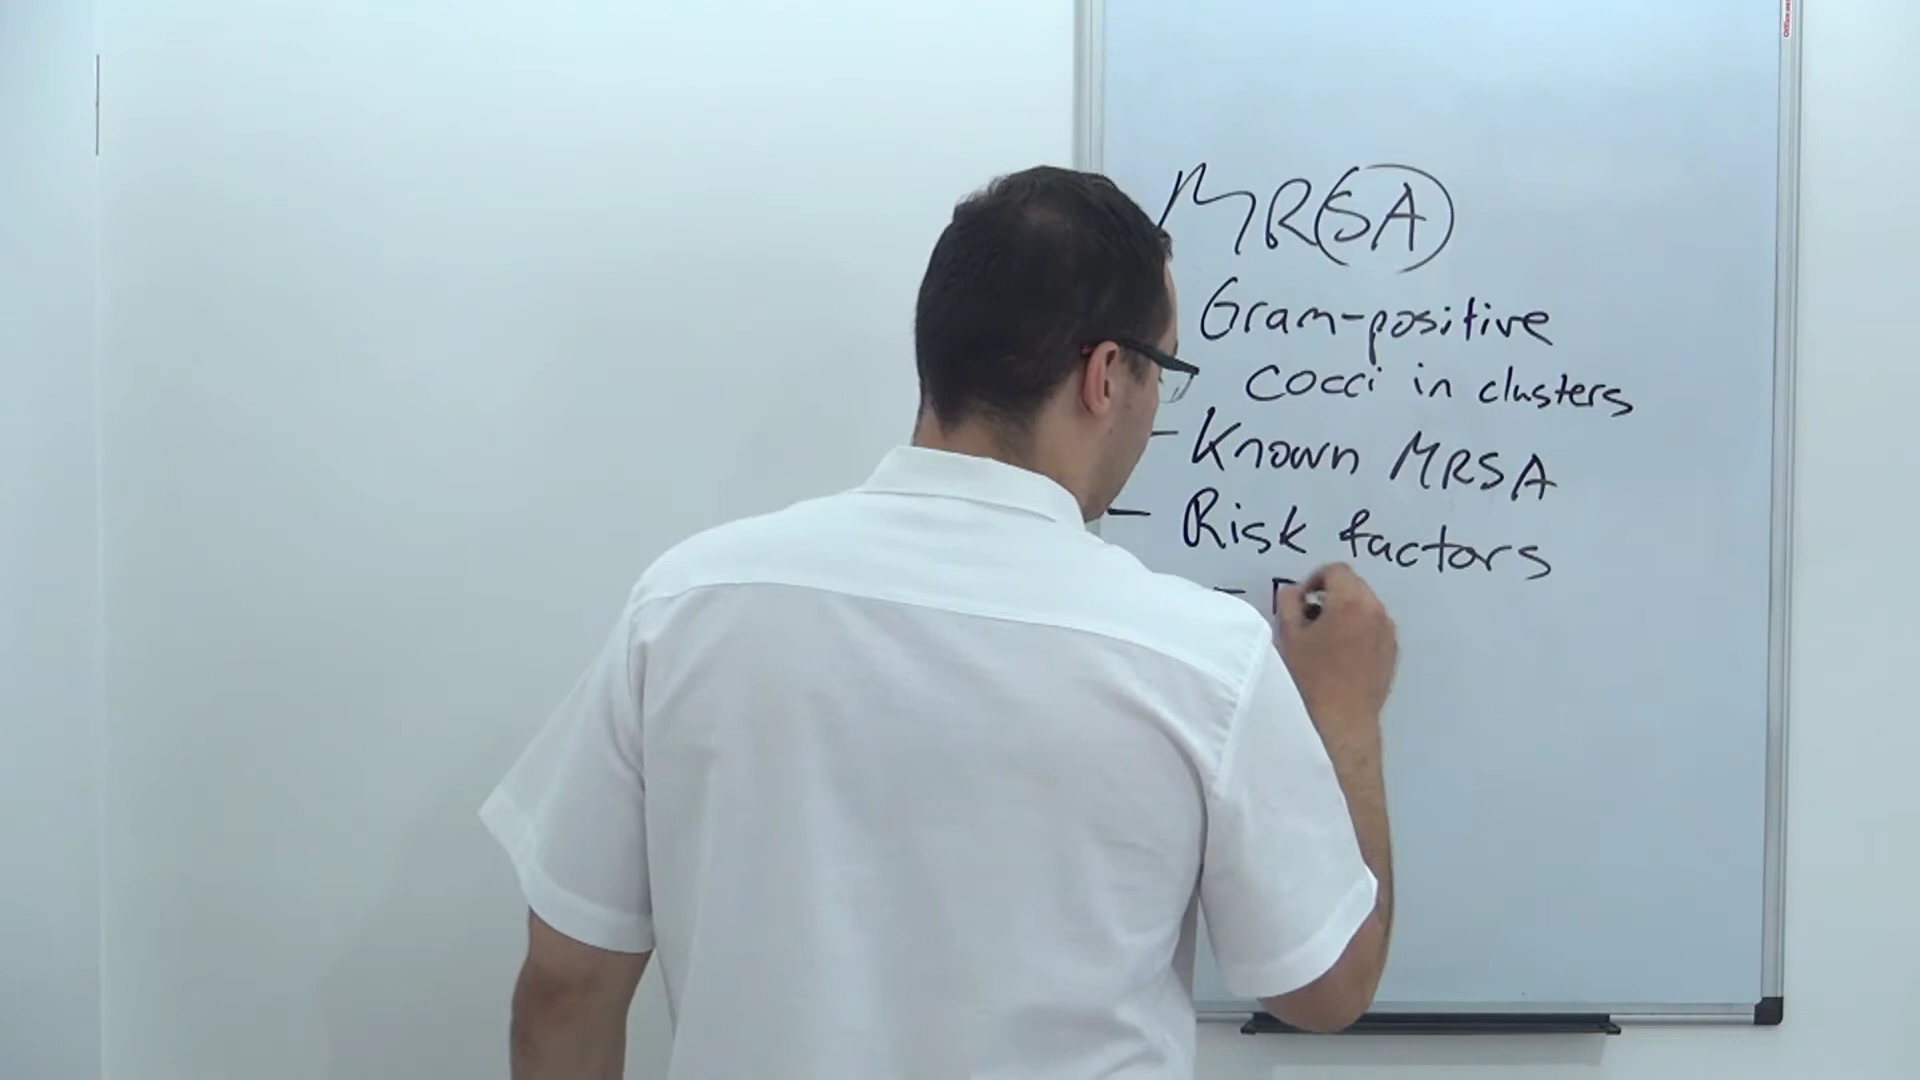 MRSA
Gram-positive
cocci in clusters
- Known MRSA
- Risk factors
-